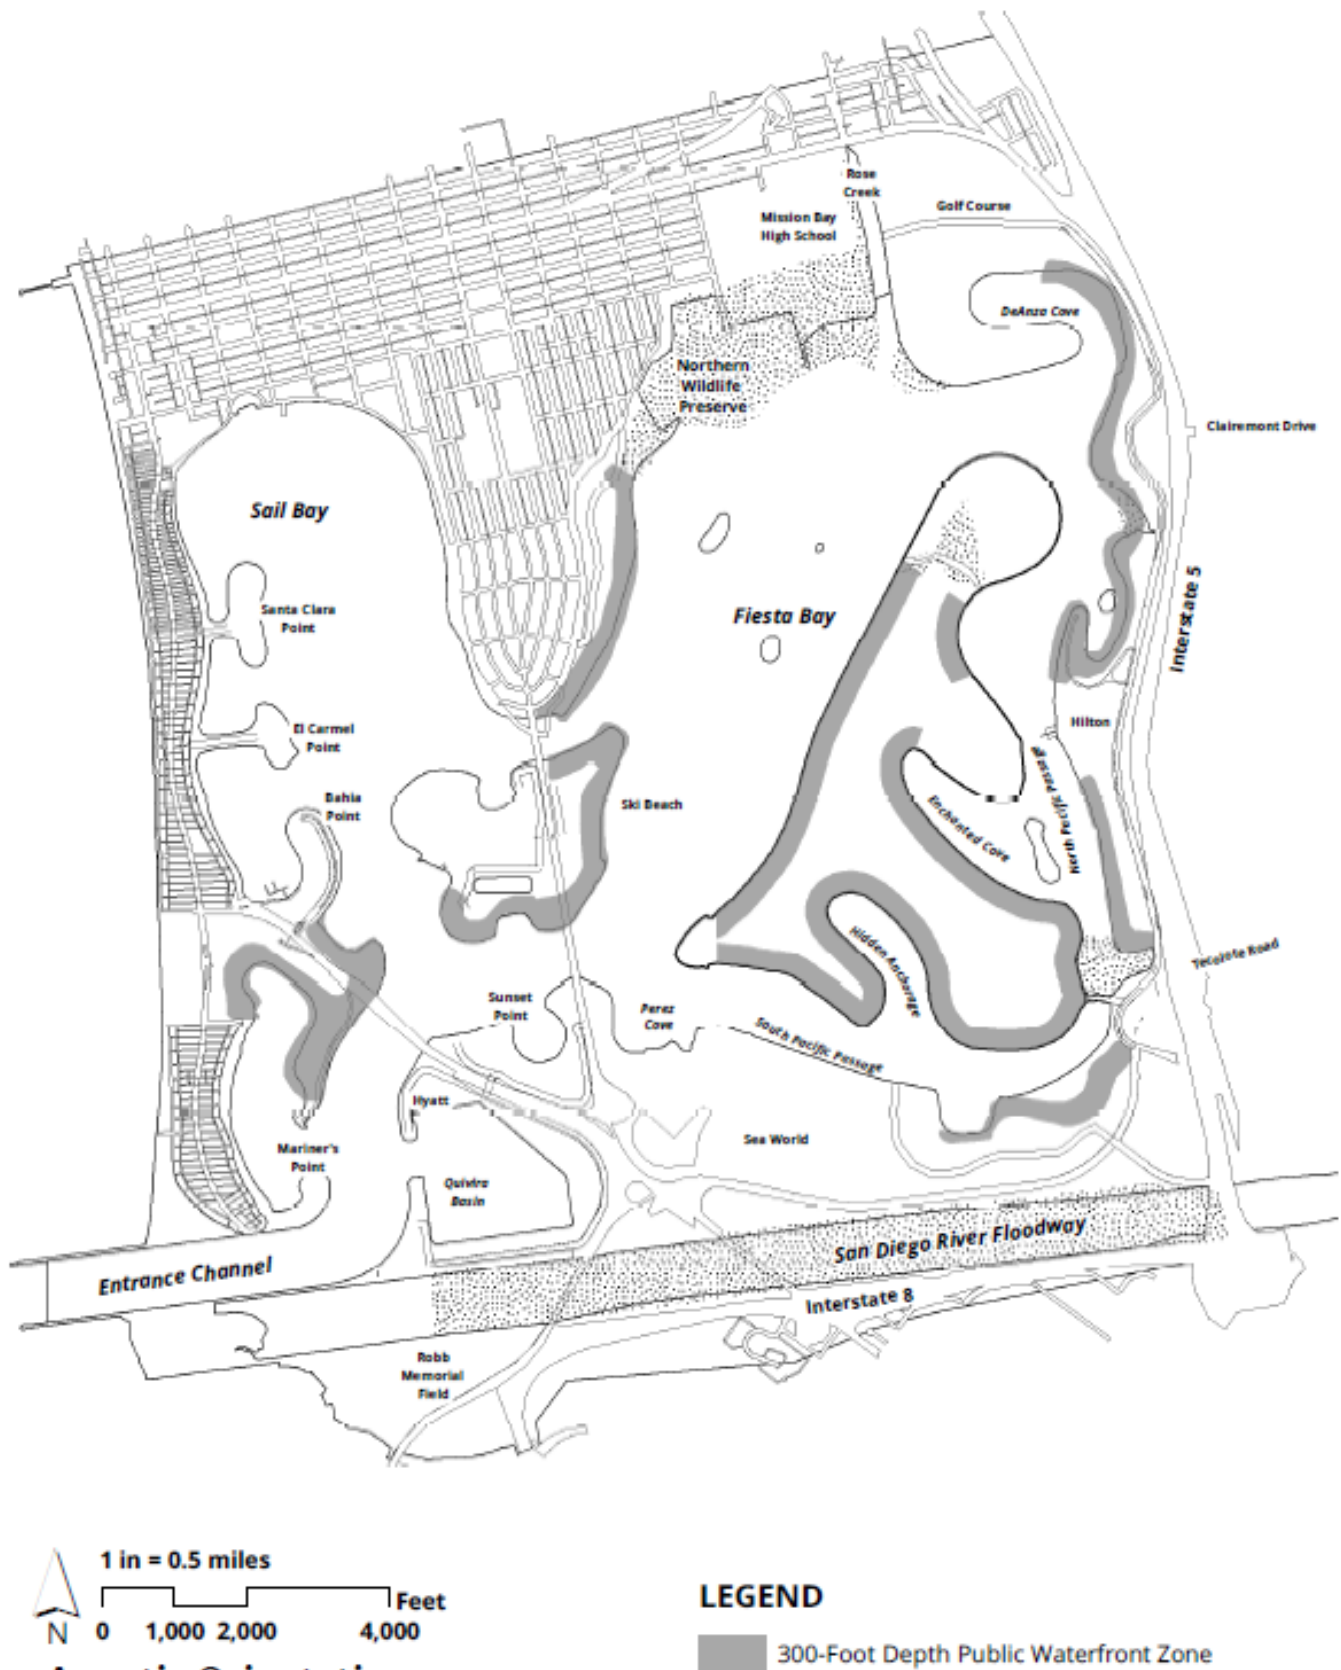 Rose
Creek
Golf Course
Mission Bay
High School
DeAnza Cove
Northern
Wildlife
Preserve
Clairemont Drive
Sail Bay
Santa Clara
Point
Fiesta Bay
Interstate 5
El Carmel
Point
Hilton
Bahia
Point
Ski Beach
Enchanted Cove
North Pacific Passage
Hidden Anchorage
Tecolote Road
Sunset
Point
Perez
Cove
South Pacific Passage
Hyatt
Sea World
Mariner's
Point
Quivira
Basin
San Diego River Floodway
Entrance Channel
Interstate 8
Robb
Memorial
Field
1 in = 0.5 miles
Feet
N 0 1,000 2,000 4,000
LEGEND
300-Foot Depth Public Waterfront Zone